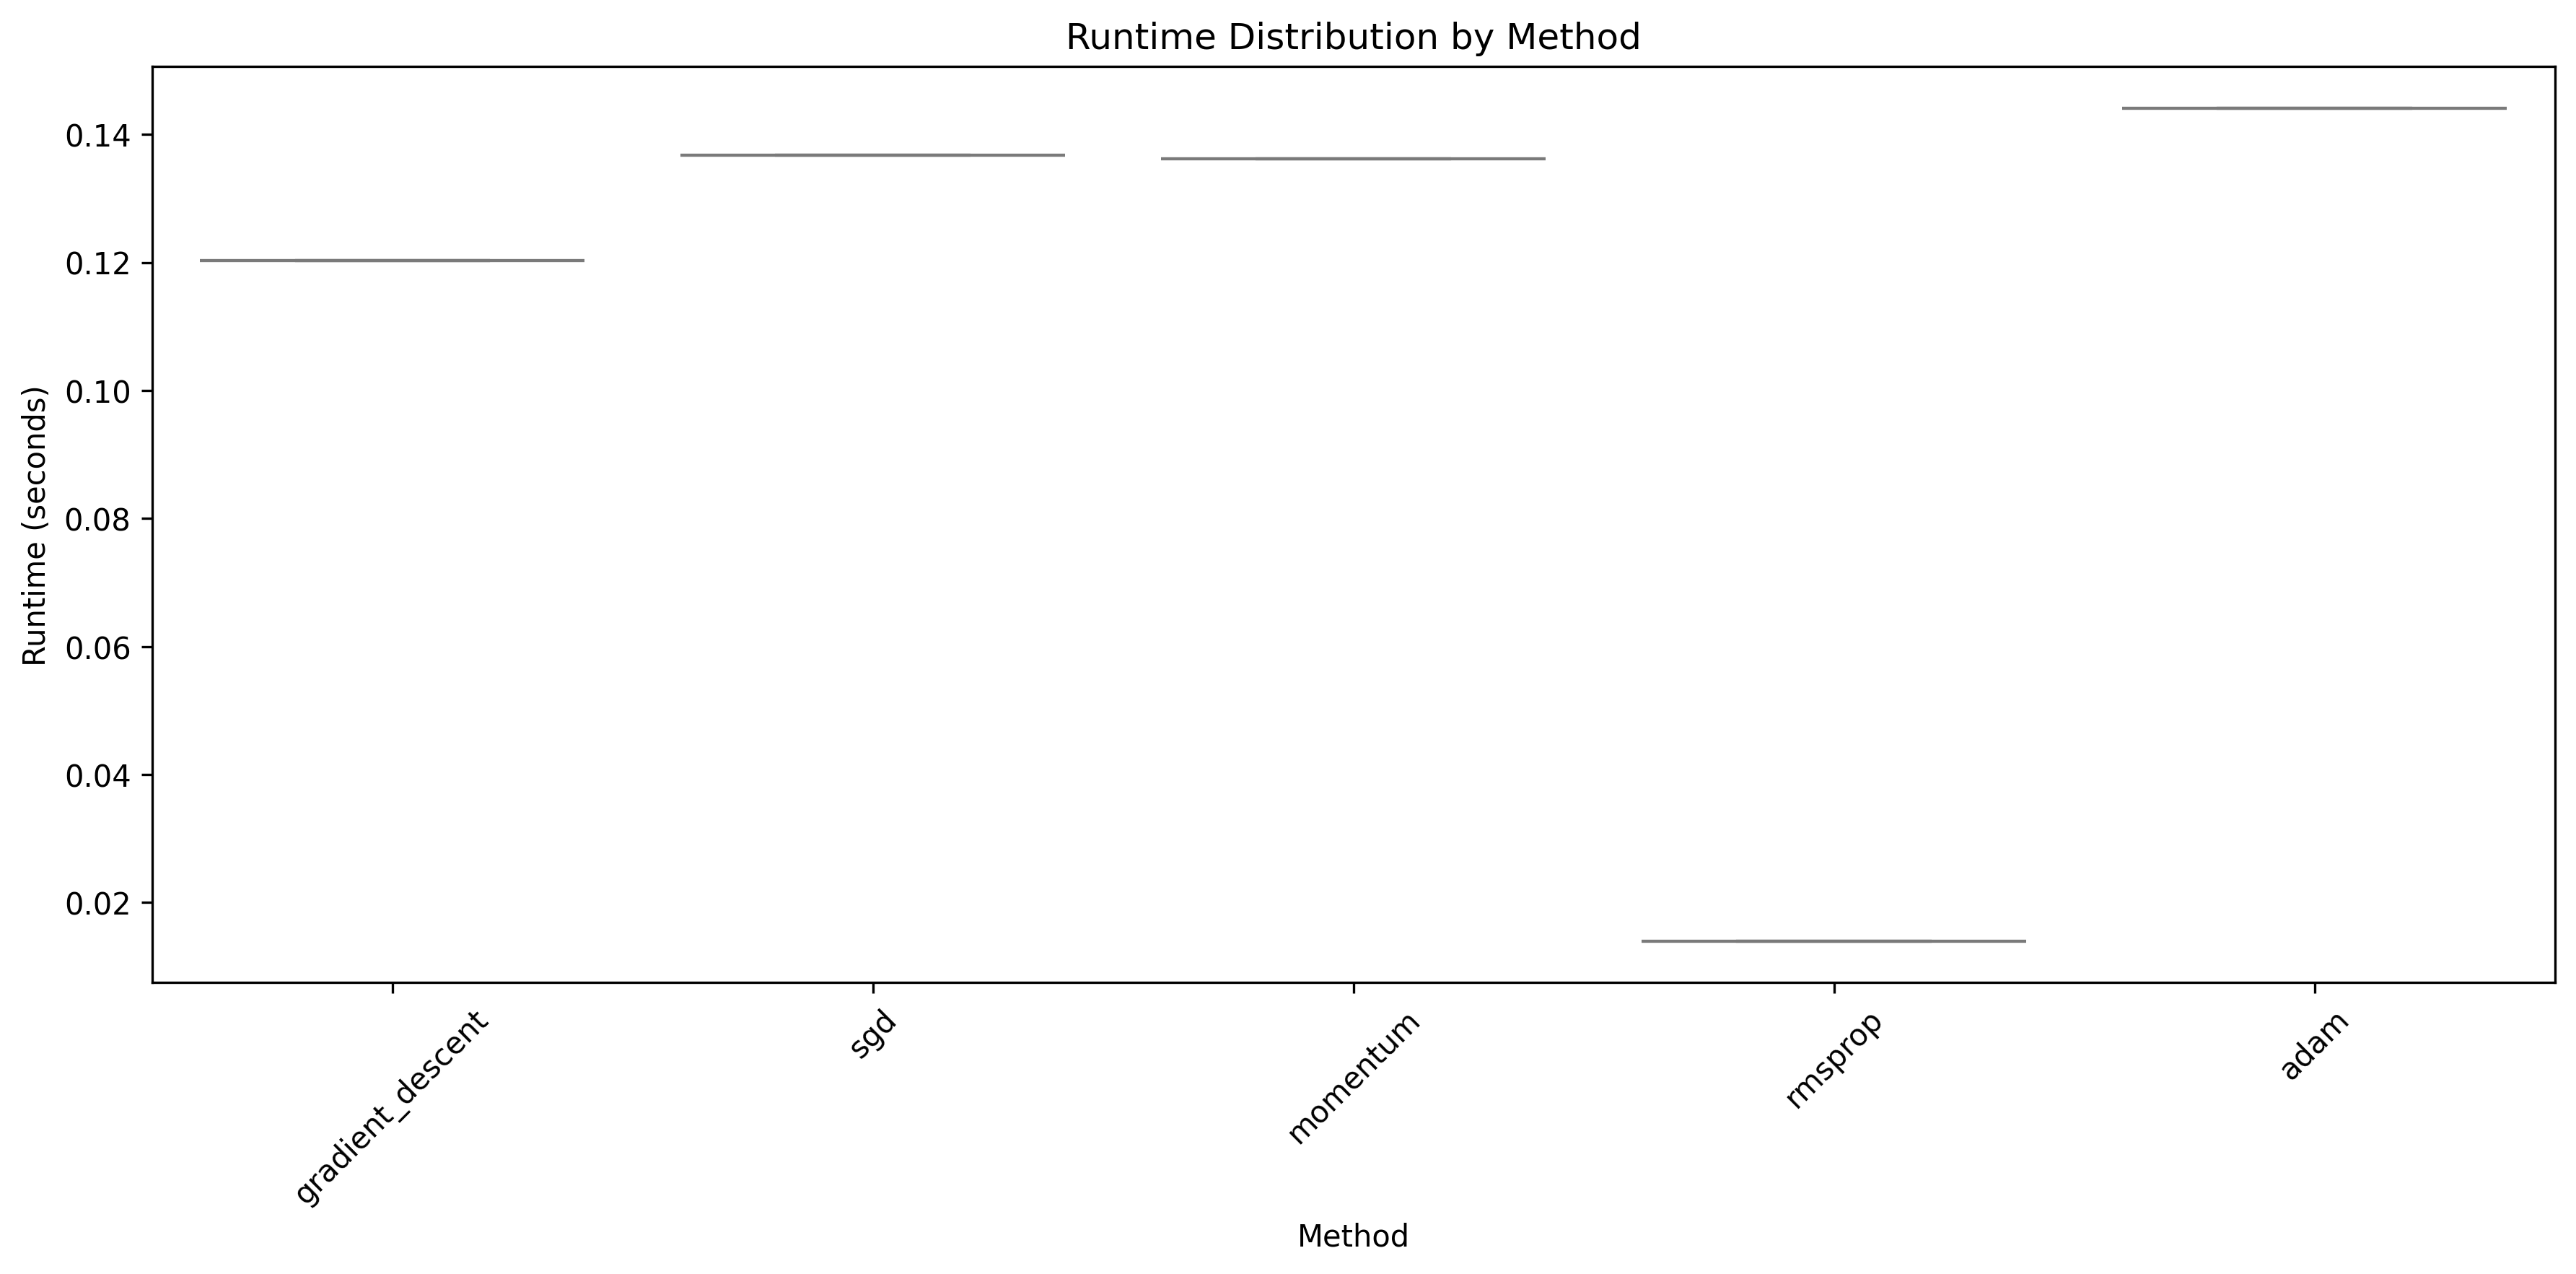 Runtime Distribution by Method
Runtime (seconds)
0.14
0.12
0.10
0.08
0.06
0.04
0.02
gradient_descent
sgd
momentum
rmsprop
adam
Method